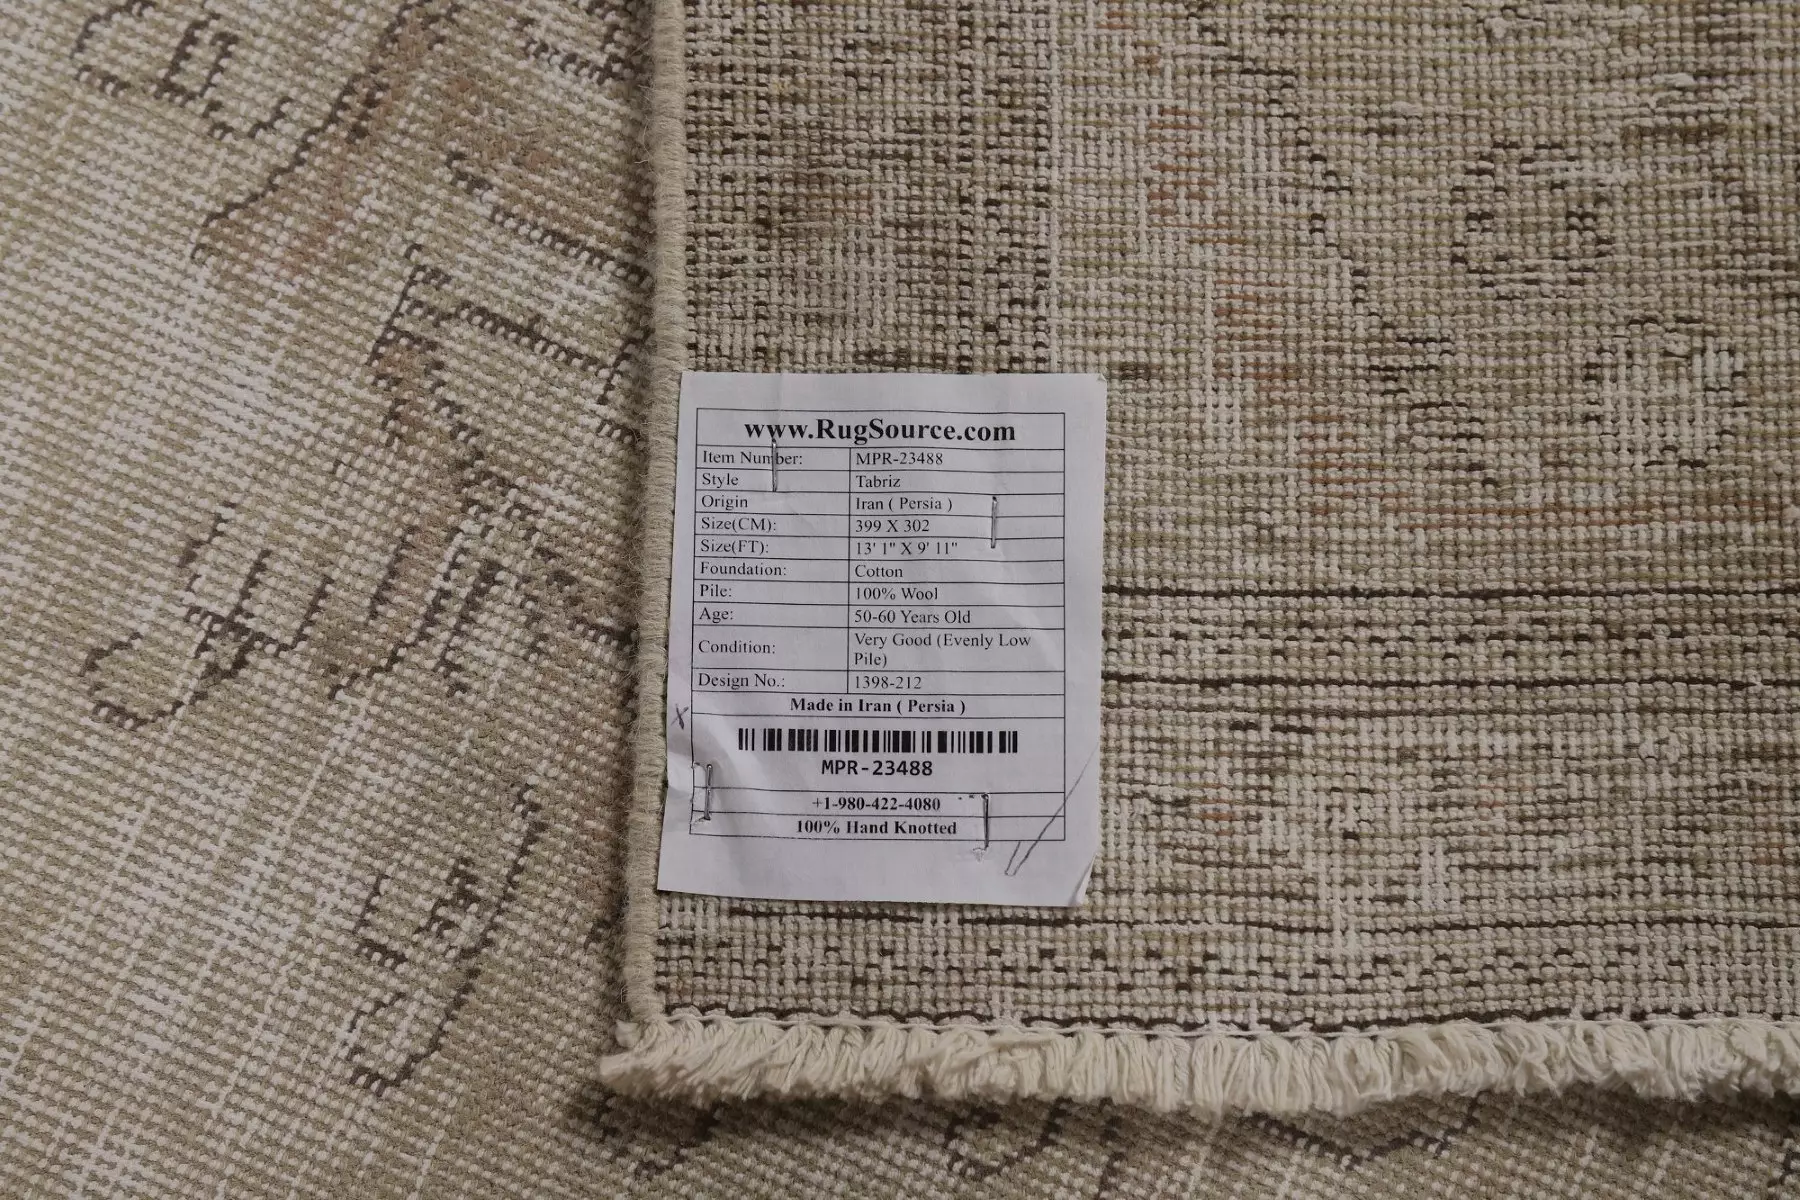 www.RugSource.com
Item Number: MPR-23488
Style Tabriz
Origin Iran ( Persia )
Size(CM): 399 X 302
Size(FT): 13' 1" X 9' 11"
Foundation: Cotton
Pile: 100% Wool
Age: 50-60 Years Old
Condition: Very Good (Evenly Low
Pile)
Design No.: 1398-212
Made in Iran ( Persia )
MPR-23488
+1-980-422-4080
100% Hand Knotted